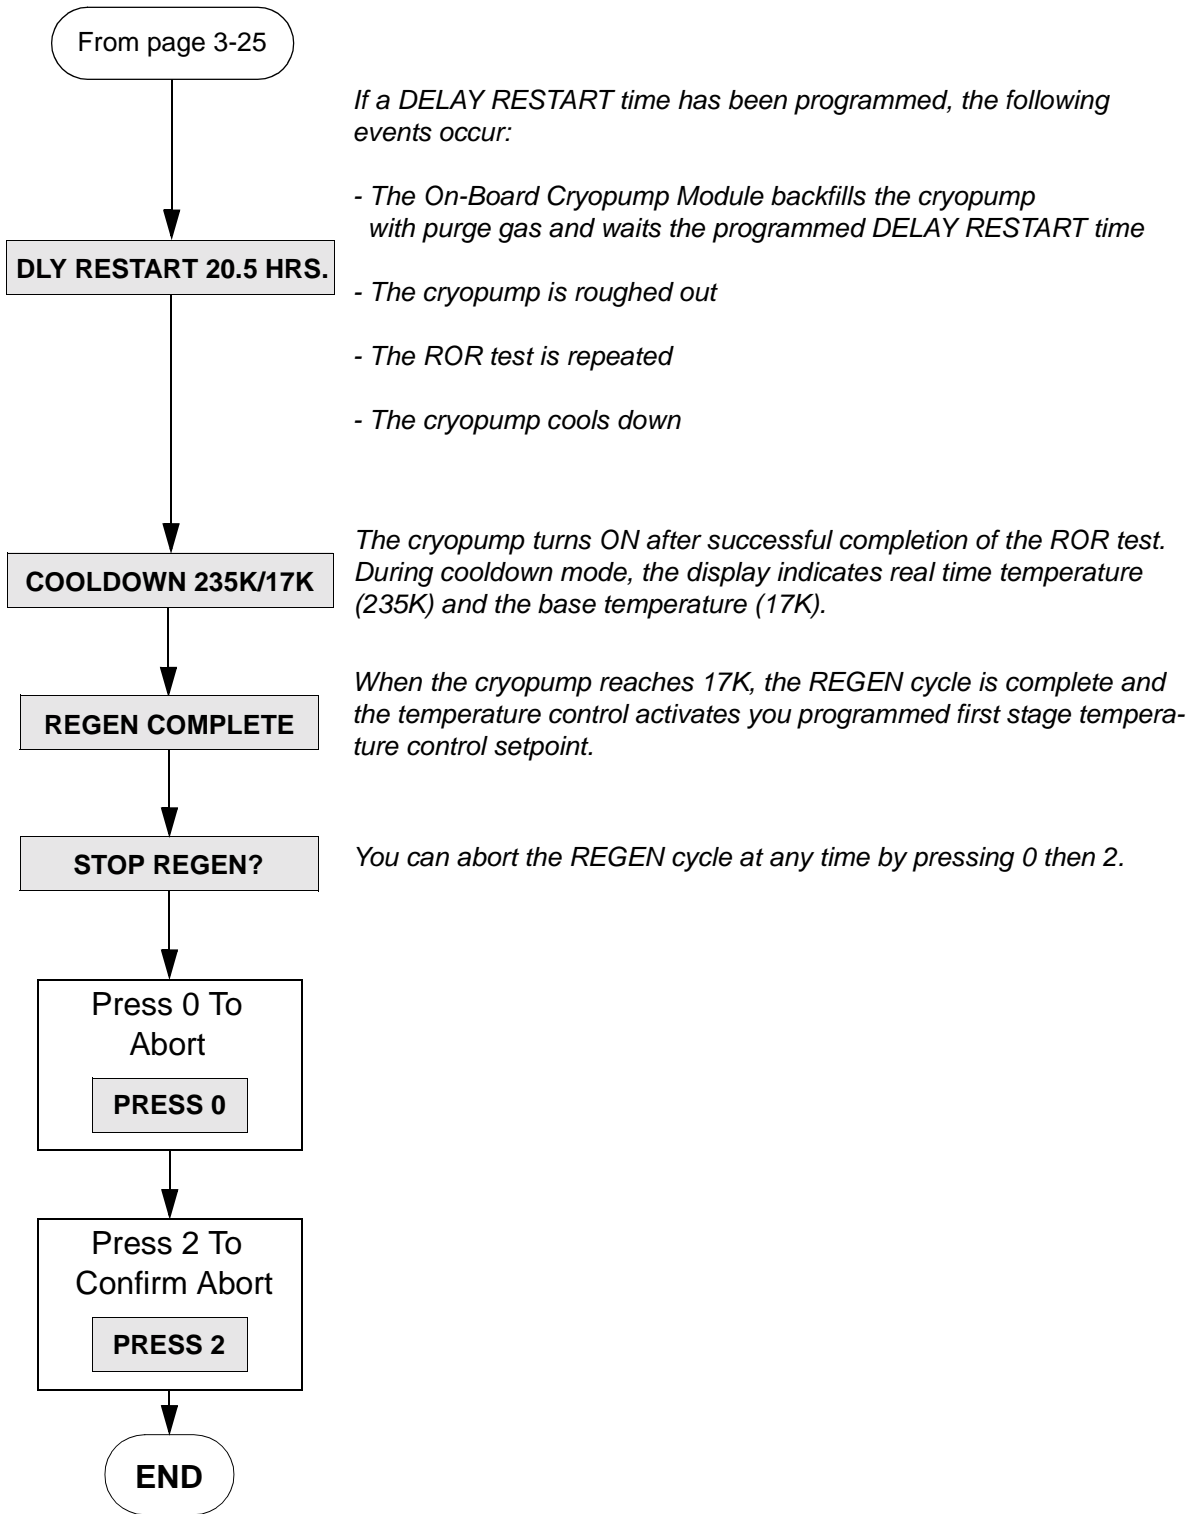 From page 3-25
If a DELAY RESTART time has been programmed, the following
events occur:
- The On-Board Cryopump Module backfills the cryopump
with purge gas and waits the programmed DELAY RESTART time
DLY RESTART 20.5 HRS.
- The cryopump is roughed out
- The ROR test is repeated
- The cryopump cools down
COOLDOWN 235K/17K
The cryopump turns ON after successful completion of the ROR test.
During cooldown mode, the display indicates real time temperature
(235K) and the base temperature (17K).
REGEN COMPLETE
When the cryopump reaches 17K, the REGEN cycle is complete and
the temperature control activates you programmed first stage tempera-
ture control setpoint.
STOP REGEN?
You can abort the REGEN cycle at any time by pressing 0 then 2.
Press 0 To
Abort
PRESS 0
Press 2 To
Confirm Abort
PRESS 2
END